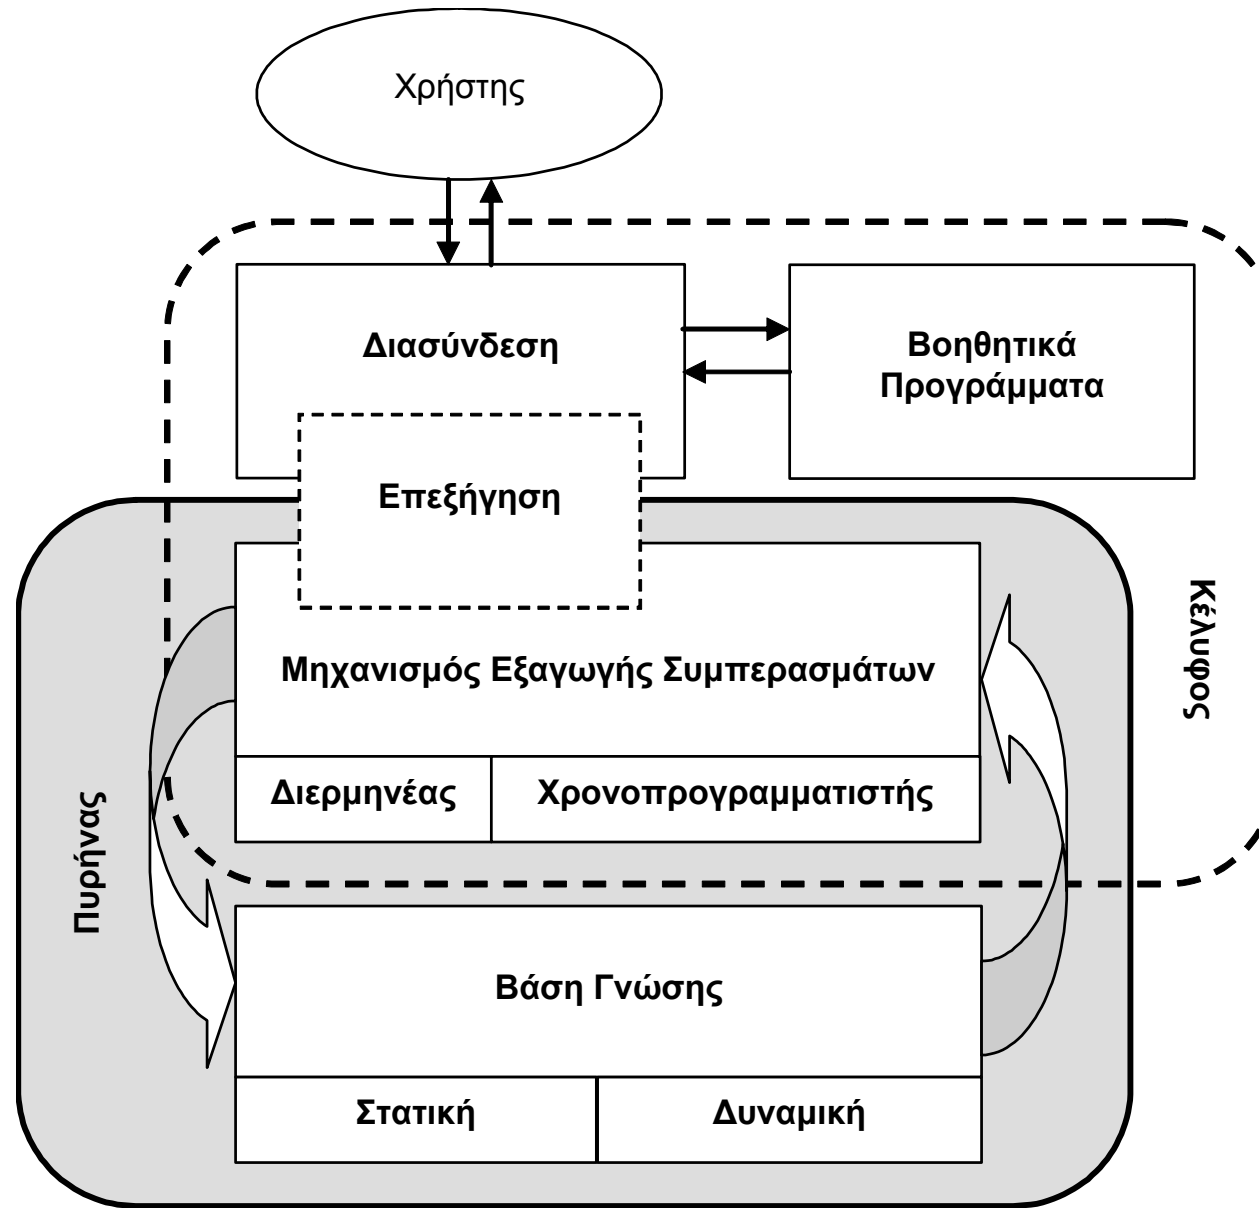 Χρήστης
Διασύνδεση
Βοηθητικά
Προγράμματα
Επεξήγηση
Κέλυφος
Μηχανισμός Εξαγωγής Συμπερασμάτων
Διερμηνέας
Χρονοπρογραμματιστής
Πυρήνας
Βάση Γνώσης
Στατική
Δυναμική